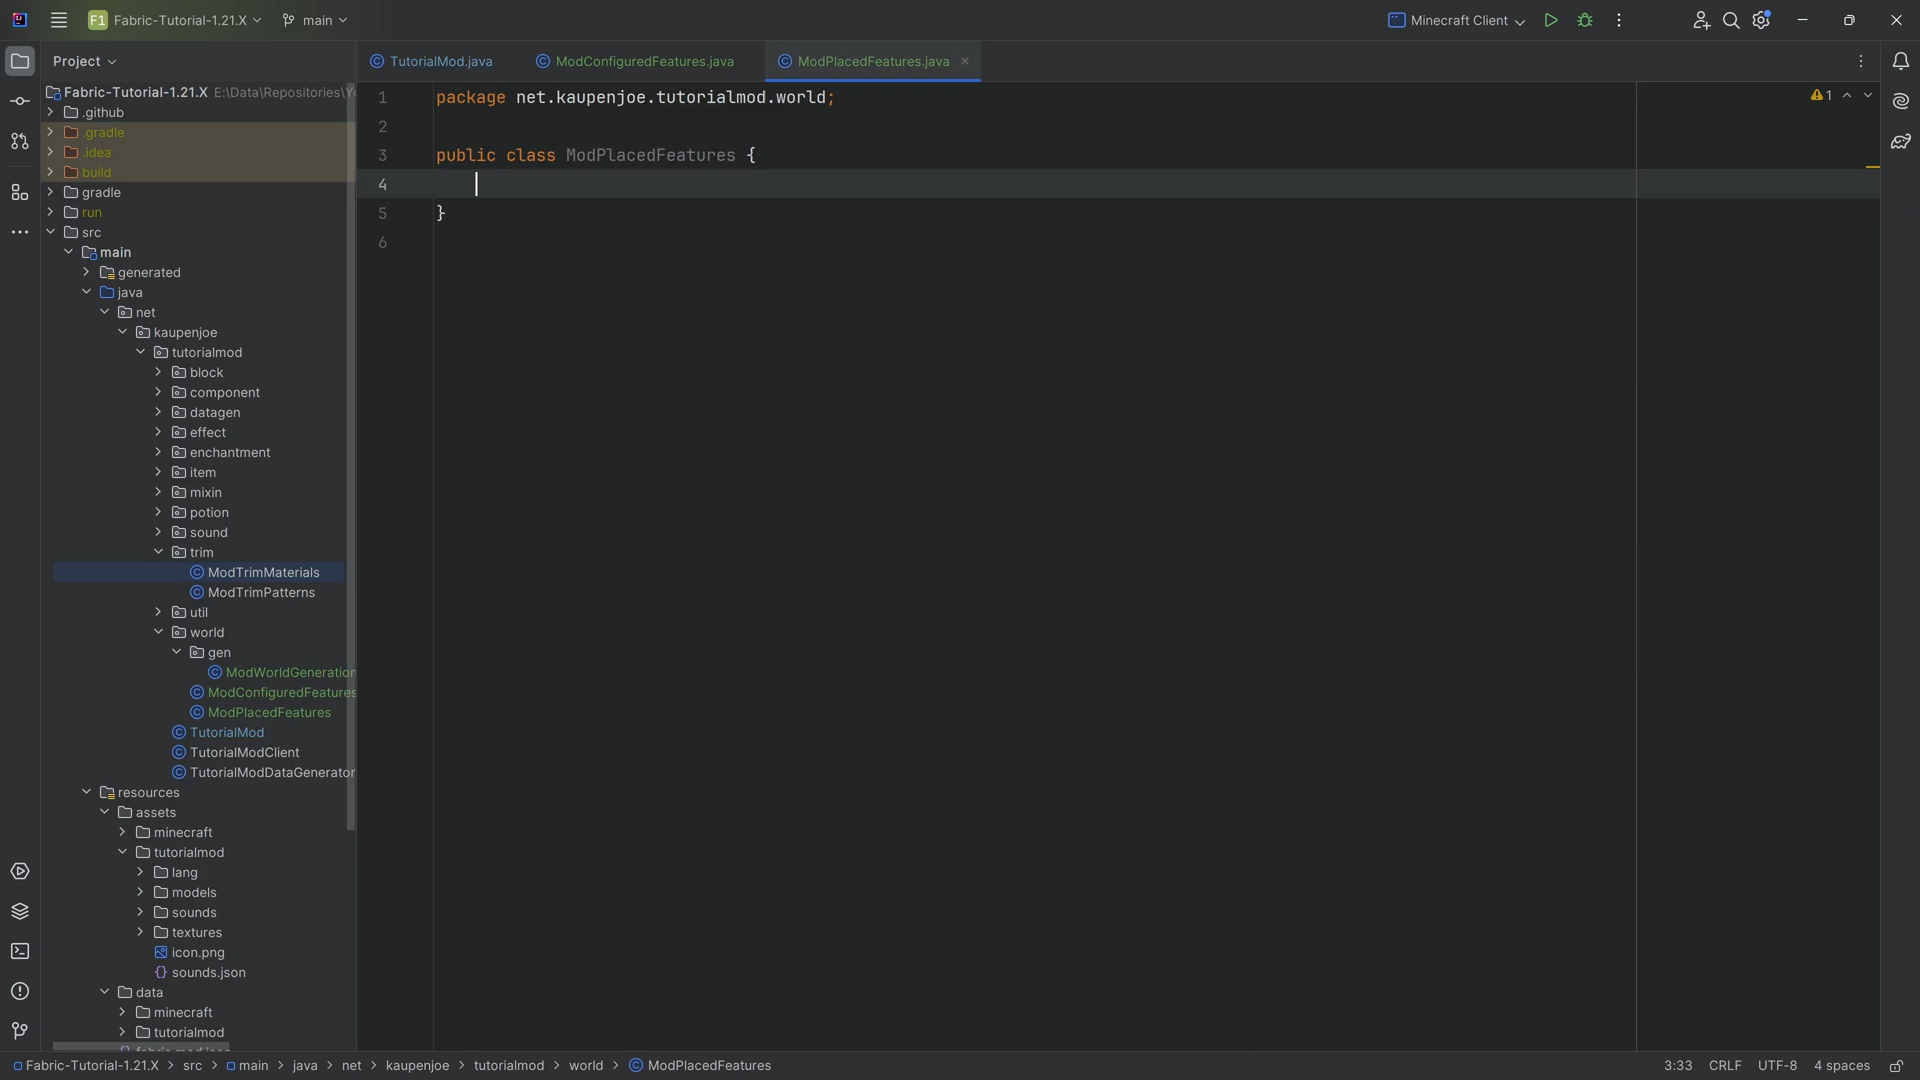 F1 Fabric-Tutorial-1.21.X main Minecraft Client
Project
TutorialMod.java ModConfiguredFeatures.java ModPlacedFeatures.java
Fabric-Tutorial-1.21.X E:\Data\Repositories\
.github
.gradle
.idea
build
gradle
run
src
main
generated
java
net
kaupenjoe
tutorialmod
block
component
datagen
effect
enchantment
item
mixin
potion
sound
trim
ModTrimMaterials
ModTrimPatterns
util
world
gen
ModWorldGeneration
ModConfiguredFeatures
ModPlacedFeatures
TutorialMod
TutorialModClient
TutorialModDataGenerator
resources
assets
minecraft
tutorialmod
lang
models
sounds
textures
icon.png
sounds.json
data
minecraft
tutorialmod
1 package net.kaupenjoe.tutorialmod.world;
2
3 public class ModPlacedFeatures {
4
5 }
6
1
Fabric-Tutorial-1.21.X > src > main > java > net > kaupenjoe > tutorialmod > world > ModPlacedFeatures
3:33 CRLF UTF-8 4 spaces